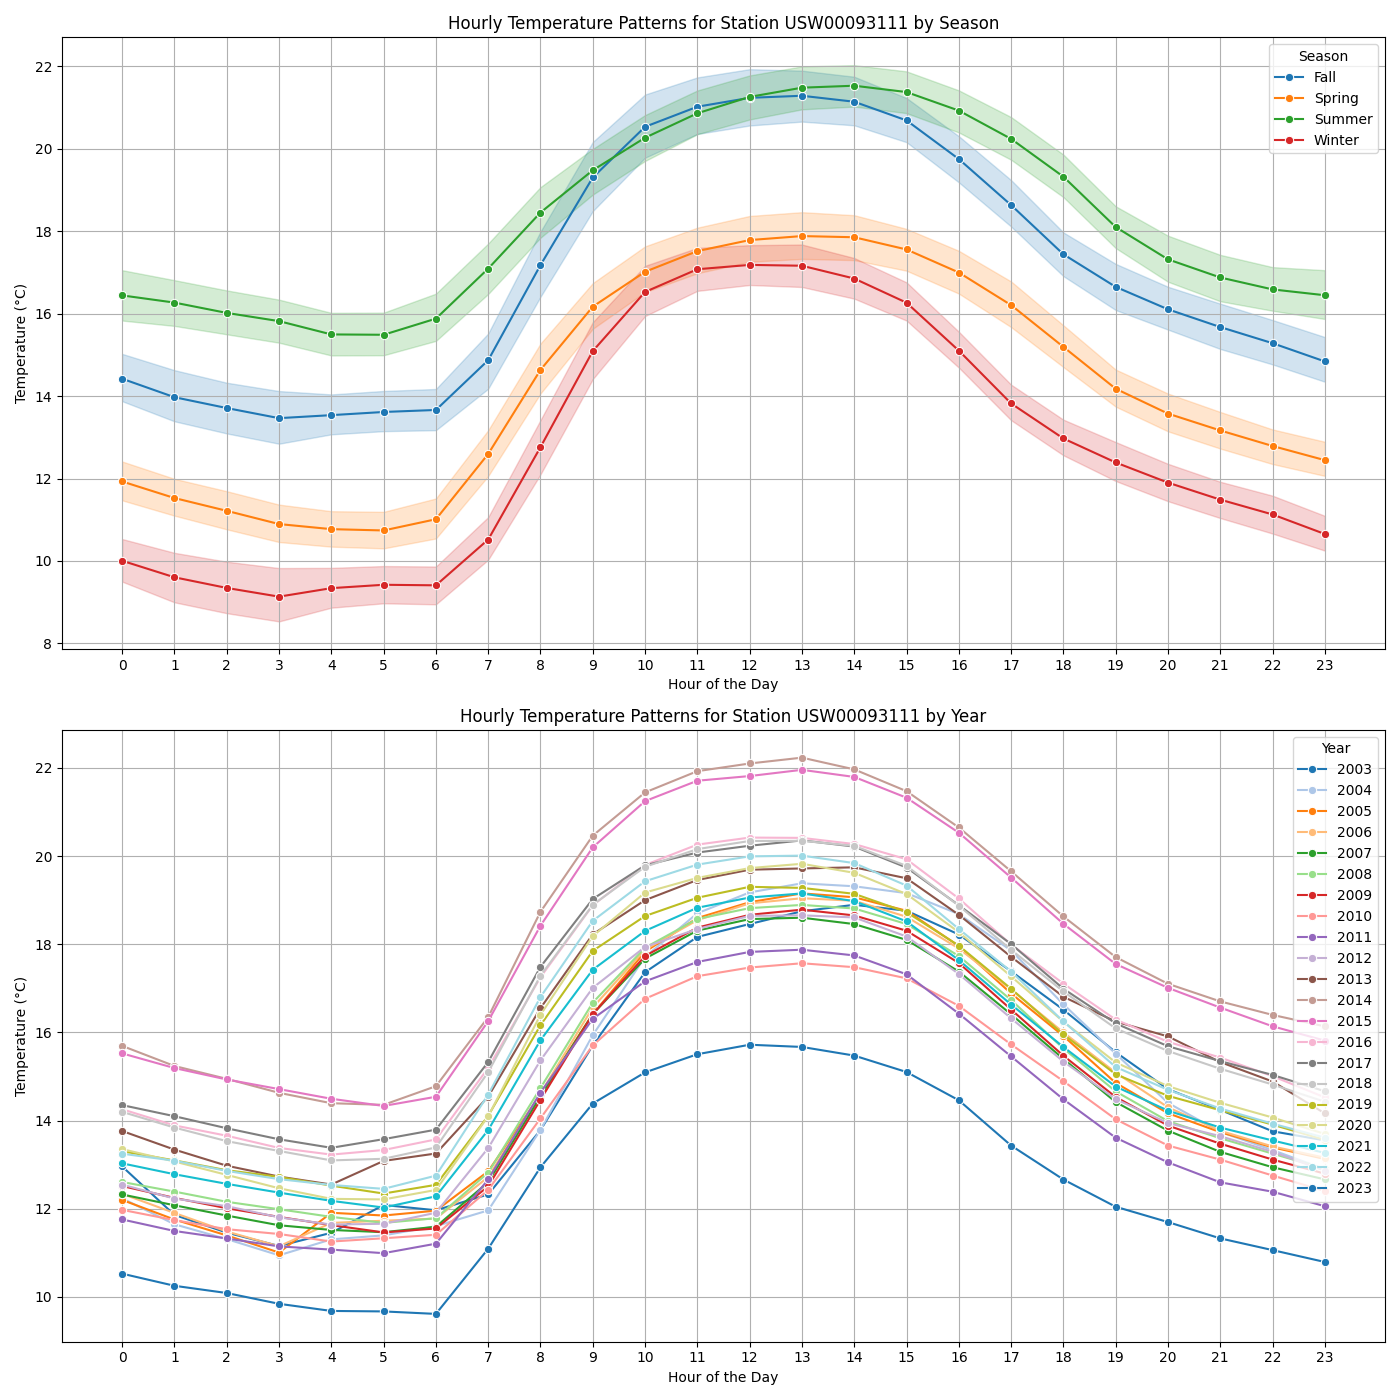 Hourly Temperature Patterns for Station USW00093111 by Season
Season
Fall
Spring
Summer
Winter
Temperature (°C)
22
20
18
16
14
12
10
8
0 1 2 3 4 5 6 7 8 9 10 11 12 13 14 15 16 17 18 19 20 21 22 23
Hour of the Day
Hourly Temperature Patterns for Station USW00093111 by Year
Year
2003
2004
2005
2006
2007
2008
2009
2010
2011
2012
2013
2014
2015
2016
2017
2018
2019
2020
2021
2022
2023
Temperature (°C)
22
20
18
16
14
12
10
0 1 2 3 4 5 6 7 8 9 10 11 12 13 14 15 16 17 18 19 20 21 22 23
Hour of the Day